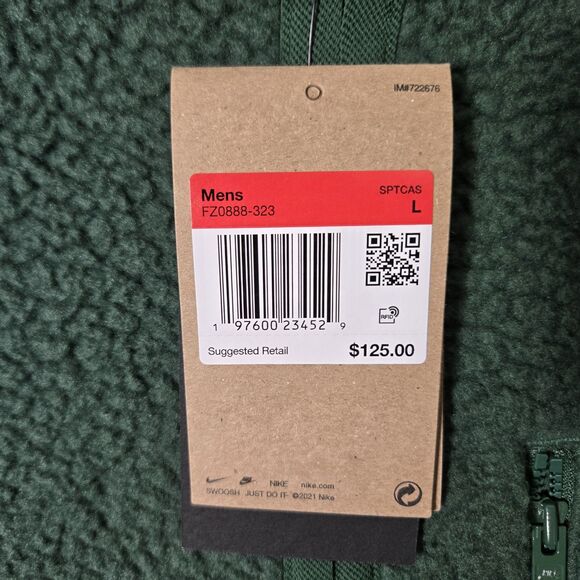 IM#722676
Mens SPTCAS
FZ0888-323 L
1 97600 23452 9
RFID
Suggested Retail $125.00
NIKE nike.com
SWOOSH JUST DO IT ©2021 Nike